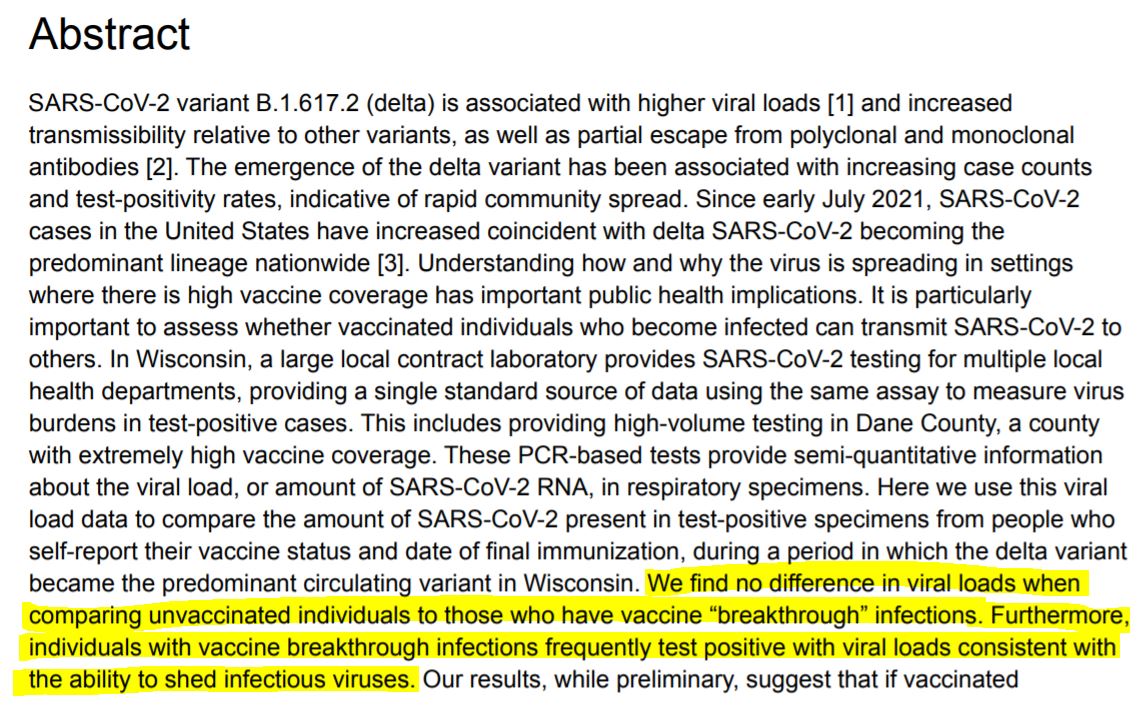 Abstract
SARS-CoV-2 variant B.1.617.2 (delta) is associated with higher viral loads [1] and increased
transmissibility relative to other variants, as well as partial escape from polyclonal and monoclonal
antibodies [2]. The emergence of the delta variant has been associated with increasing case counts
and test-positivity rates, indicative of rapid community spread. Since early July 2021, SARS-CoV-2
cases in the United States have increased coincident with delta SARS-CoV-2 becoming the
predominant lineage nationwide [3]. Understanding how and why the virus is spreading in settings
where there is high vaccine coverage has important public health implications. It is particularly
important to assess whether vaccinated individuals who become infected can transmit SARS-CoV-2 to
others. In Wisconsin, a large local contract laboratory provides SARS-CoV-2 testing for multiple local
health departments, providing a single standard source of data using the same assay to measure virus
burdens in test-positive cases. This includes providing high-volume testing in Dane County, a county
with extremely high vaccine coverage. These PCR-based tests provide semi-quantitative information
about the viral load, or amount of SARS-CoV-2 RNA, in respiratory specimens. Here we use this viral
load data to compare the amount of SARS-CoV-2 present in test-positive specimens from people who
self-report their vaccine status and date of final immunization, during a period in which the delta variant
became the predominant circulating variant in Wisconsin. We find no difference in viral loads when
comparing unvaccinated individuals to those who have vaccine “breakthrough” infections. Furthermore,
individuals with vaccine breakthrough infections frequently test positive with viral loads consistent with
the ability to shed infectious viruses. Our results, while preliminary, suggest that if vaccinated